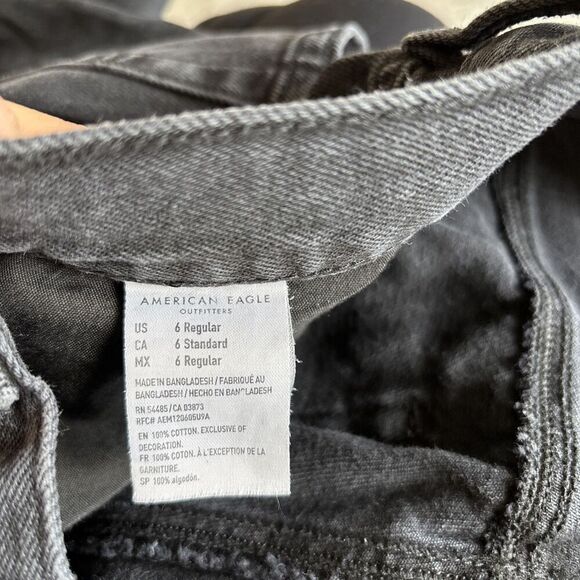 AMERICAN EAGLE
OUTFITTERS
US 6 Regular
CA 6 Standard
MX 6 Regular
MADE IN BANGLADESH / FABRIQUÉ AU
BANGLADESH / HECHO EN BANGLADESH
RN 54485 / CA 03873
RFC# AEM120605U9A
EN 100% COTTON. EXCLUSIVE OF
DECORATION.
FR 100% COTON. À L'EXCEPTION DE LA
GARNITURE.
SP 100% algodón.